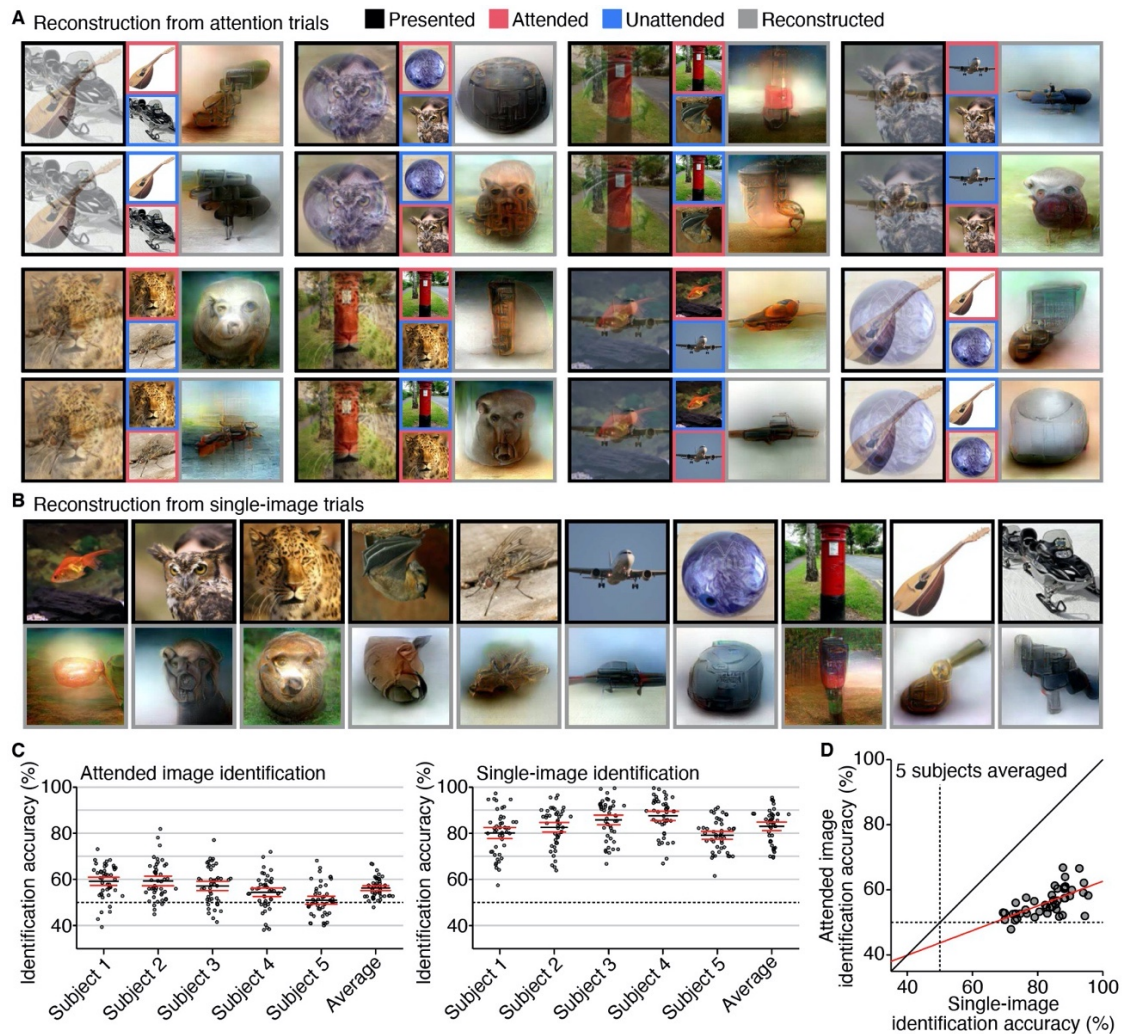 A Reconstruction from attention trials
Presented Attended Unattended Reconstructed
B Reconstruction from single-image trials
C
Identification accuracy (%)
Attended image identification
100
80
60
40
Subject 1
Subject 2
Subject 3
Subject 4
Subject 5
Average
Identification accuracy (%)
Single-image identification
100
80
60
40
Subject 1
Subject 2
Subject 3
Subject 4
Subject 5
Average
D
Attended image
identification accuracy (%)
5 subjects averaged
100
80
60
40
40 60 80 100
Single-image
identification accuracy (%)